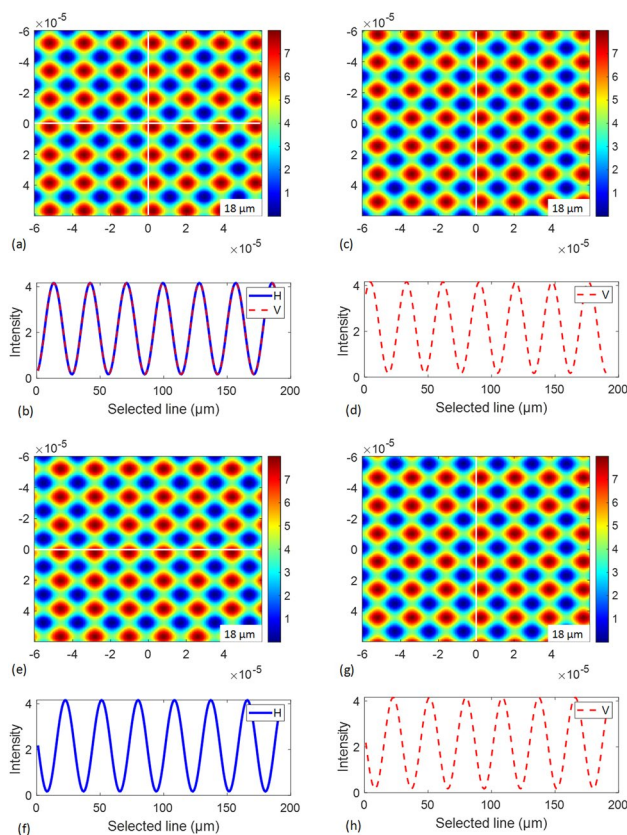 ×10⁻⁵ ×10⁻⁵
-6 -6
-4 7 -4 7
-2 6 -2 6
0 5 0 5
2 4 2 4
4 3 4 3
2 2
1 1
18 µm 18 µm
-6 -4 -2 0 2 4 -6 -4 -2 0 2 4
(a) ×10⁻⁵ (c) ×10⁻⁵
4 H 4 V
V
Intensity Intensity
2 2
0 0
0 50 100 150 200 0 50 100 150 200
(b) Selected line (µm) (d) Selected line (µm)
×10⁻⁵ ×10⁻⁵
-6 -6
-4 7 -4 7
-2 6 -2 6
0 5 0 5
2 4 2 4
4 3 4 3
2 2
1 1
18 µm 18 µm
-6 -4 -2 0 2 4 -6 -4 -2 0 2 4
(e) ×10⁻⁵ (g) ×10⁻⁵
4 H 4 V
Intensity Intensity
2 2
0 0
0 50 100 150 200 0 50 100 150 200
(f) Selected line (µm) (h) Selected line (µm)